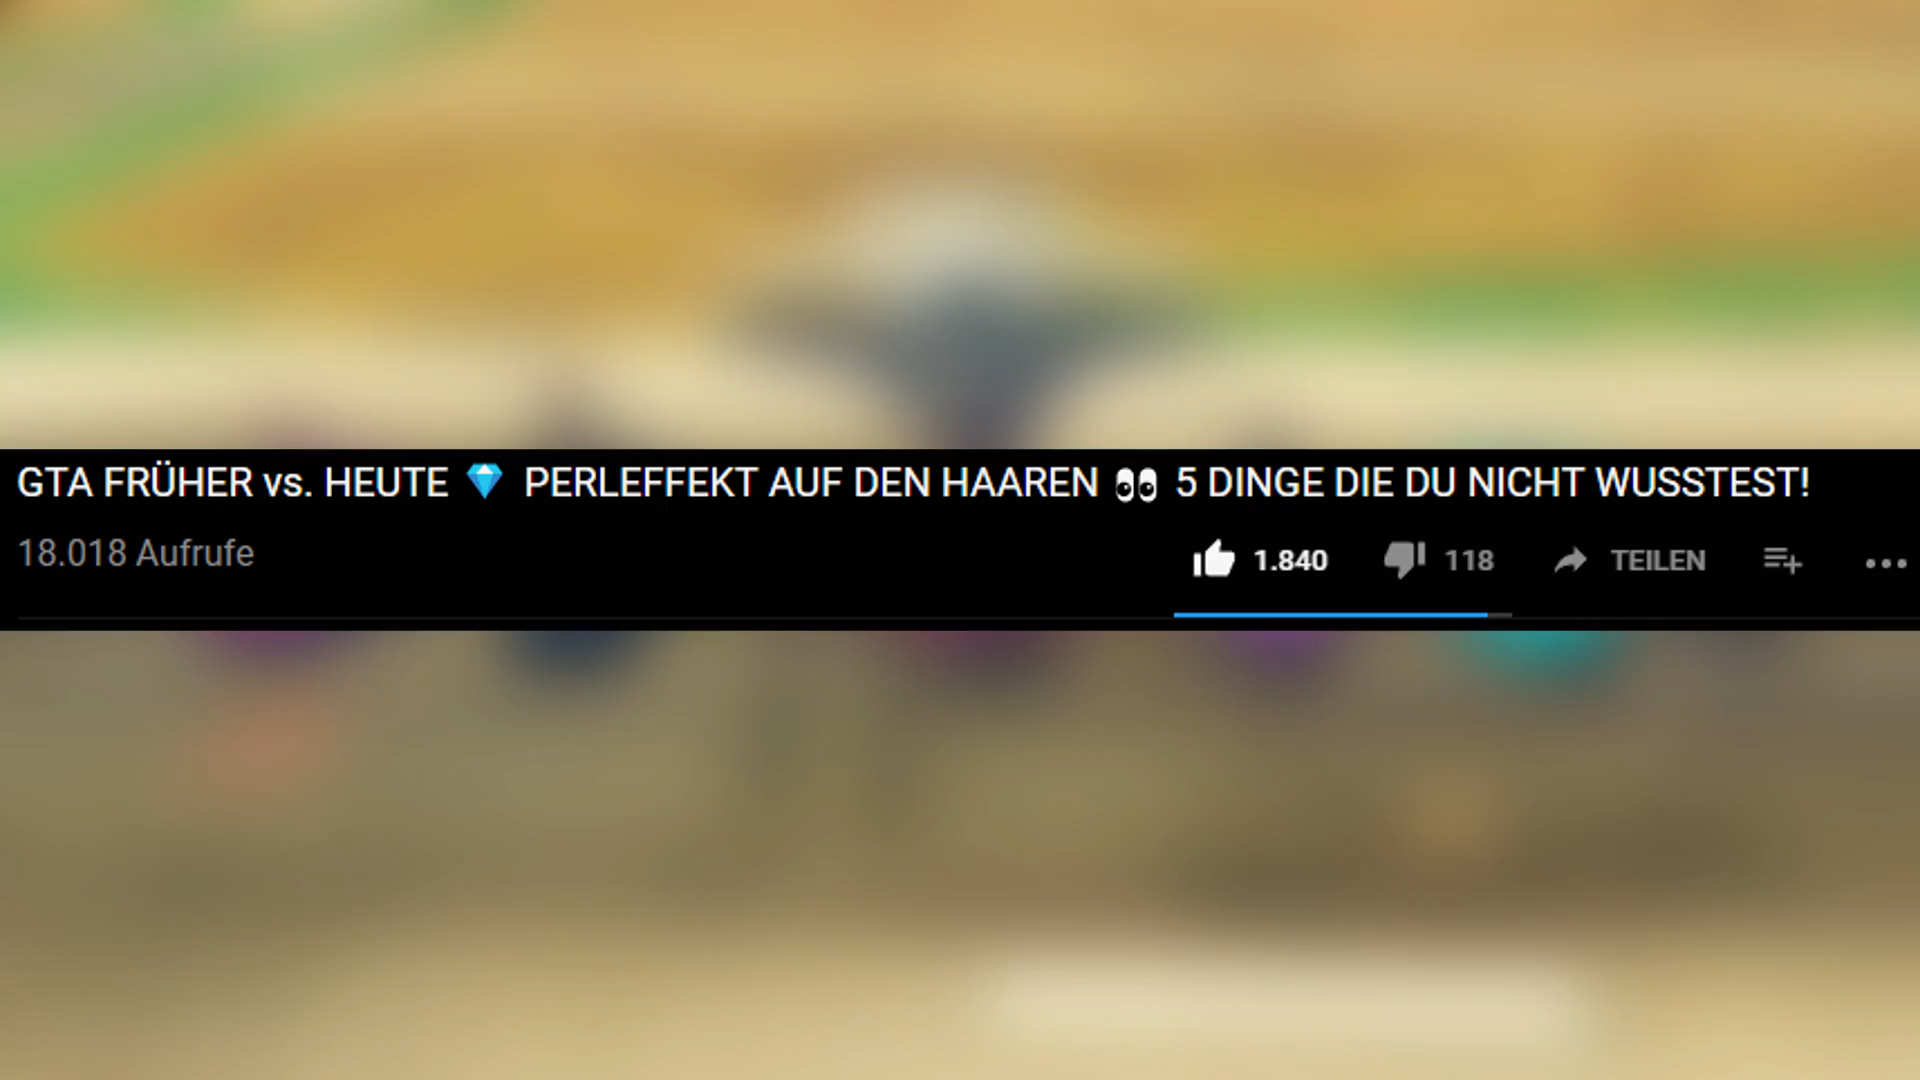 GTA FRÜHER vs. HEUTE 💎 PERLEFFEKT AUF DEN HAAREN 👀 5 DINGE DIE DU NICHT WUSSTEST!
18.018 Aufrufe 1.840 118 TEILEN